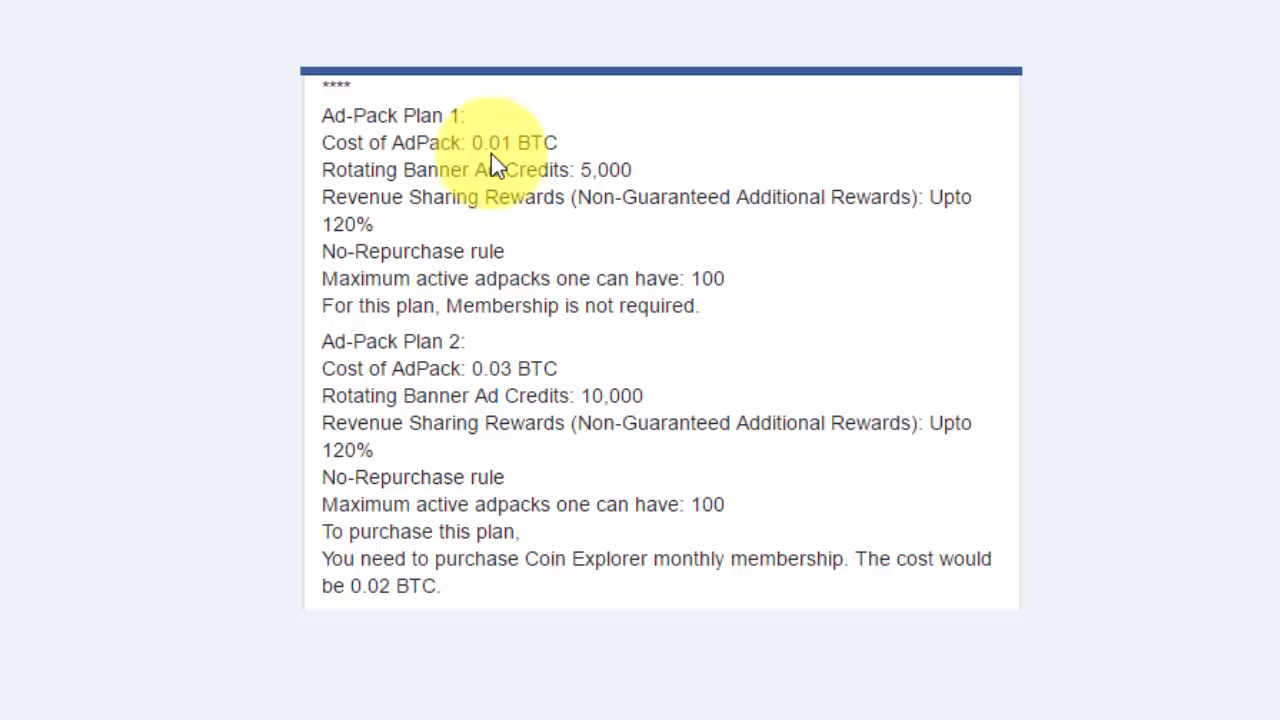 ****
Ad-Pack Plan 1:
Cost of AdPack: 0.01 BTC
Rotating Banner Ad Credits: 5,000
Revenue Sharing Rewards (Non-Guaranteed Additional Rewards): Upto
120%
No-Repurchase rule
Maximum active adpacks one can have: 100
For this plan, Membership is not required.
Ad-Pack Plan 2:
Cost of AdPack: 0.03 BTC
Rotating Banner Ad Credits: 10,000
Revenue Sharing Rewards (Non-Guaranteed Additional Rewards): Upto
120%
No-Repurchase rule
Maximum active adpacks one can have: 100
To purchase this plan,
You need to purchase Coin Explorer monthly membership. The cost would
be 0.02 BTC.